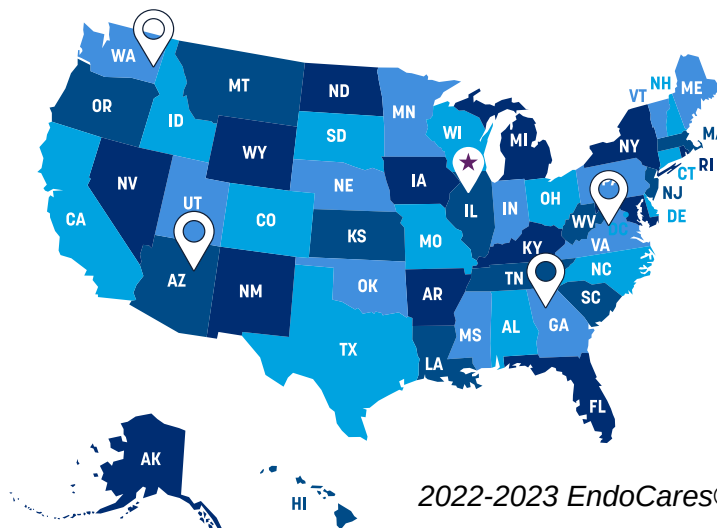 WA
MT
ND
MN
VT
NH
ME
OR
ID
SD
WI
MI
NY
MA
WY
RI
NV
UT
NE
IA
IL
IN
OH
CT
NJ
CA
CO
KS
MO
WV
DC
DE
KY
VA
AZ
NM
OK
AR
TN
NC
SC
TX
MS
AL
GA
LA
FL
AK
HI
2022-2023 EndoCares